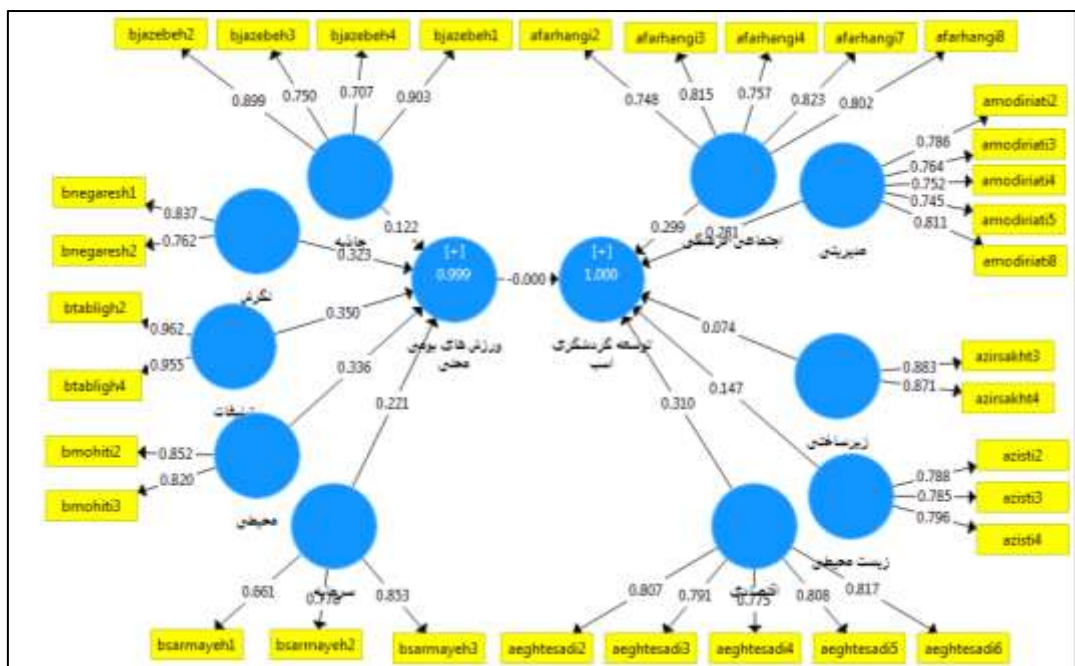 bjazebeh2
bjazebeh3
bjazebeh4
bjazebeh1
afarhangi2
afarhangi3
afarhangi4
afarhangi7
afarhangi8
0.899
0.750
0.707
0.903
0.748
0.815
0.757
0.823
0.802
amodiriati2
amodiriati3
amodiriati4
amodiriati5
amodiriati8
0.786
0.764
0.752
0.745
0.811
bnegaresh1
bnegaresh2
0.837
0.762
جاذبه
0.122
0.323
نگرش
اجتماعی فرهنگی
0.299
0.281
مدیریتی
[+]
0.999
-0.000
[+]
1.000
ورزش های بومی
محلی
توسعه گردشگری
btabligh2
btabligh4
0.962
0.955
0.350
0.336
bmohiti2
bmohiti3
0.852
0.820
محیطی
0.221
0.074
azirsakht3
azirsakht4
0.883
0.871
زیرساختی
0.147
0.310
azisti2
azisti3
azisti4
0.788
0.785
0.796
زیست محیطی
سرمایه
0.853
bsarmayeh1
bsarmayeh2
bsarmayeh3
اقتصادی
0.807
0.791
0.775
0.808
0.817
aeghtesadi2
aeghtesadi3
aeghtesadi4
aeghtesadi5
aeghtesadi6